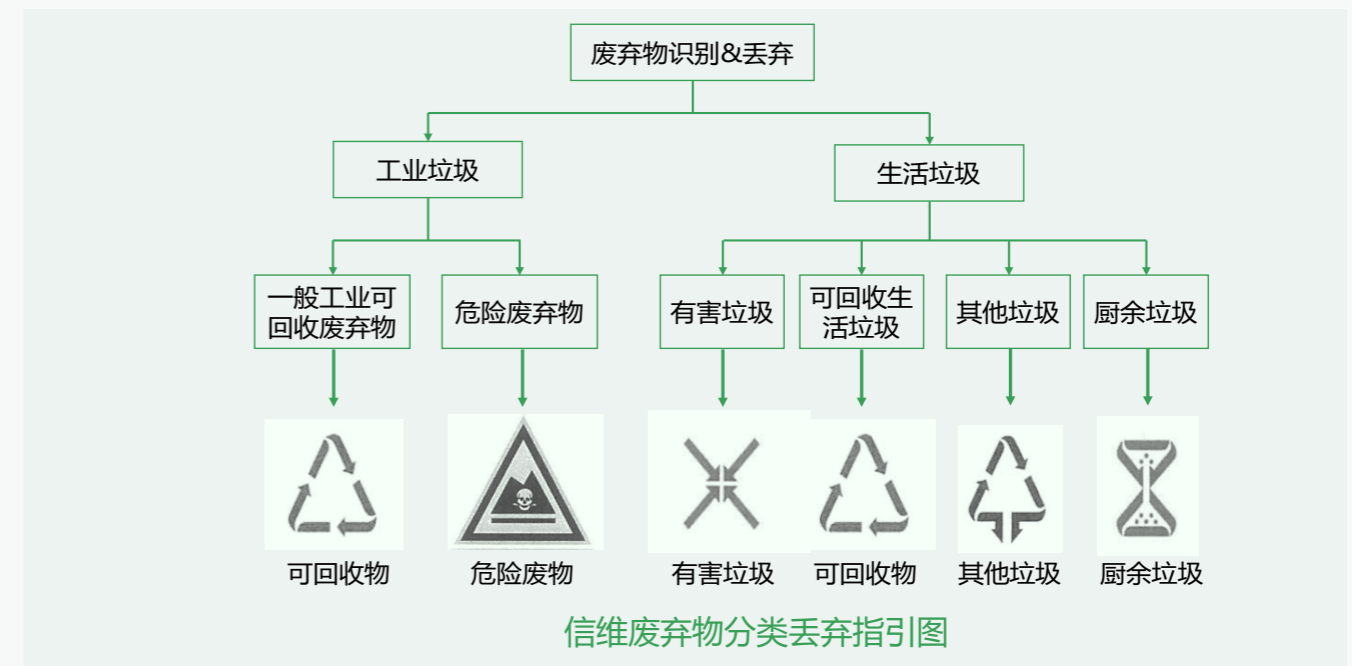 废弃物识别&丢弃
工业垃圾
生活垃圾
一般工业可
回收废弃物
危险废弃物
有害垃圾
可回收生
活垃圾
其他垃圾
厨余垃圾
可回收物
危险废物
有害垃圾
可回收物
其他垃圾
厨余垃圾
信维废弃物分类丢弃指引图